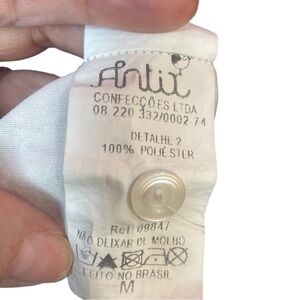 Antix
CONFECÇÕES LTDA
08.220.332/0002-74
DETALHE 2
100% POLIÉSTER
Ref: 09847
NÃO DEIXAR DE MOLHO
FEITO NO BRASIL
M